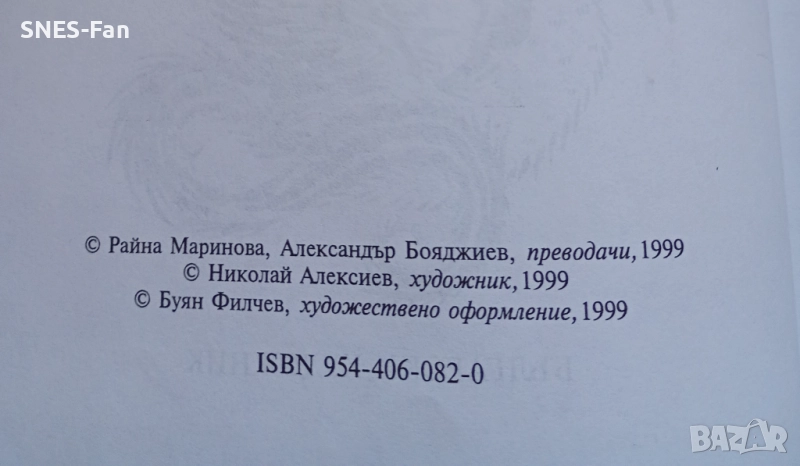 SNES-Fan
© Райна Маринова, Александър Бояджиев, преводачи, 1999
© Николай Алексиев, художник, 1999
© Буян Филчев, художествено оформление, 1999
ISBN 954-406-082-0
BAZAR